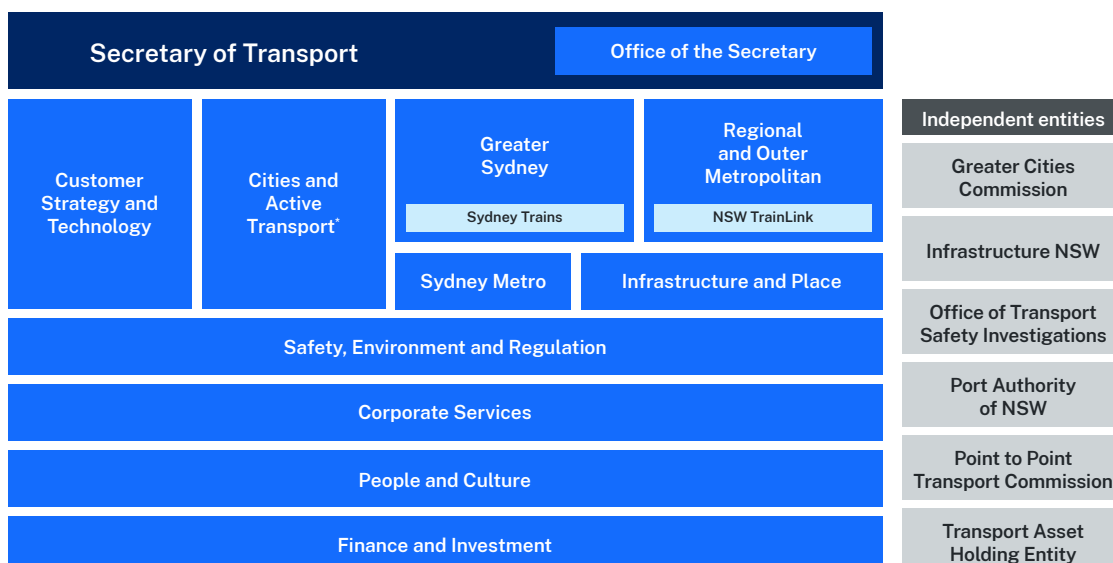 Secretary of Transport
Office of the Secretary
Customer
Strategy and
Technology
Cities and
Active
Transport*
Greater
Sydney
Sydney Trains
Regional
and Outer
Metropolitan
NSW TrainLink
Sydney Metro
Infrastructure and Place
Safety, Environment and Regulation
Corporate Services
People and Culture
Finance and Investment
Independent entities
Greater Cities
Commission
Infrastructure NSW
Office of Transport
Safety Investigations
Port Authority
of NSW
Point to Point
Transport Commission
Transport Asset
Holding Entity